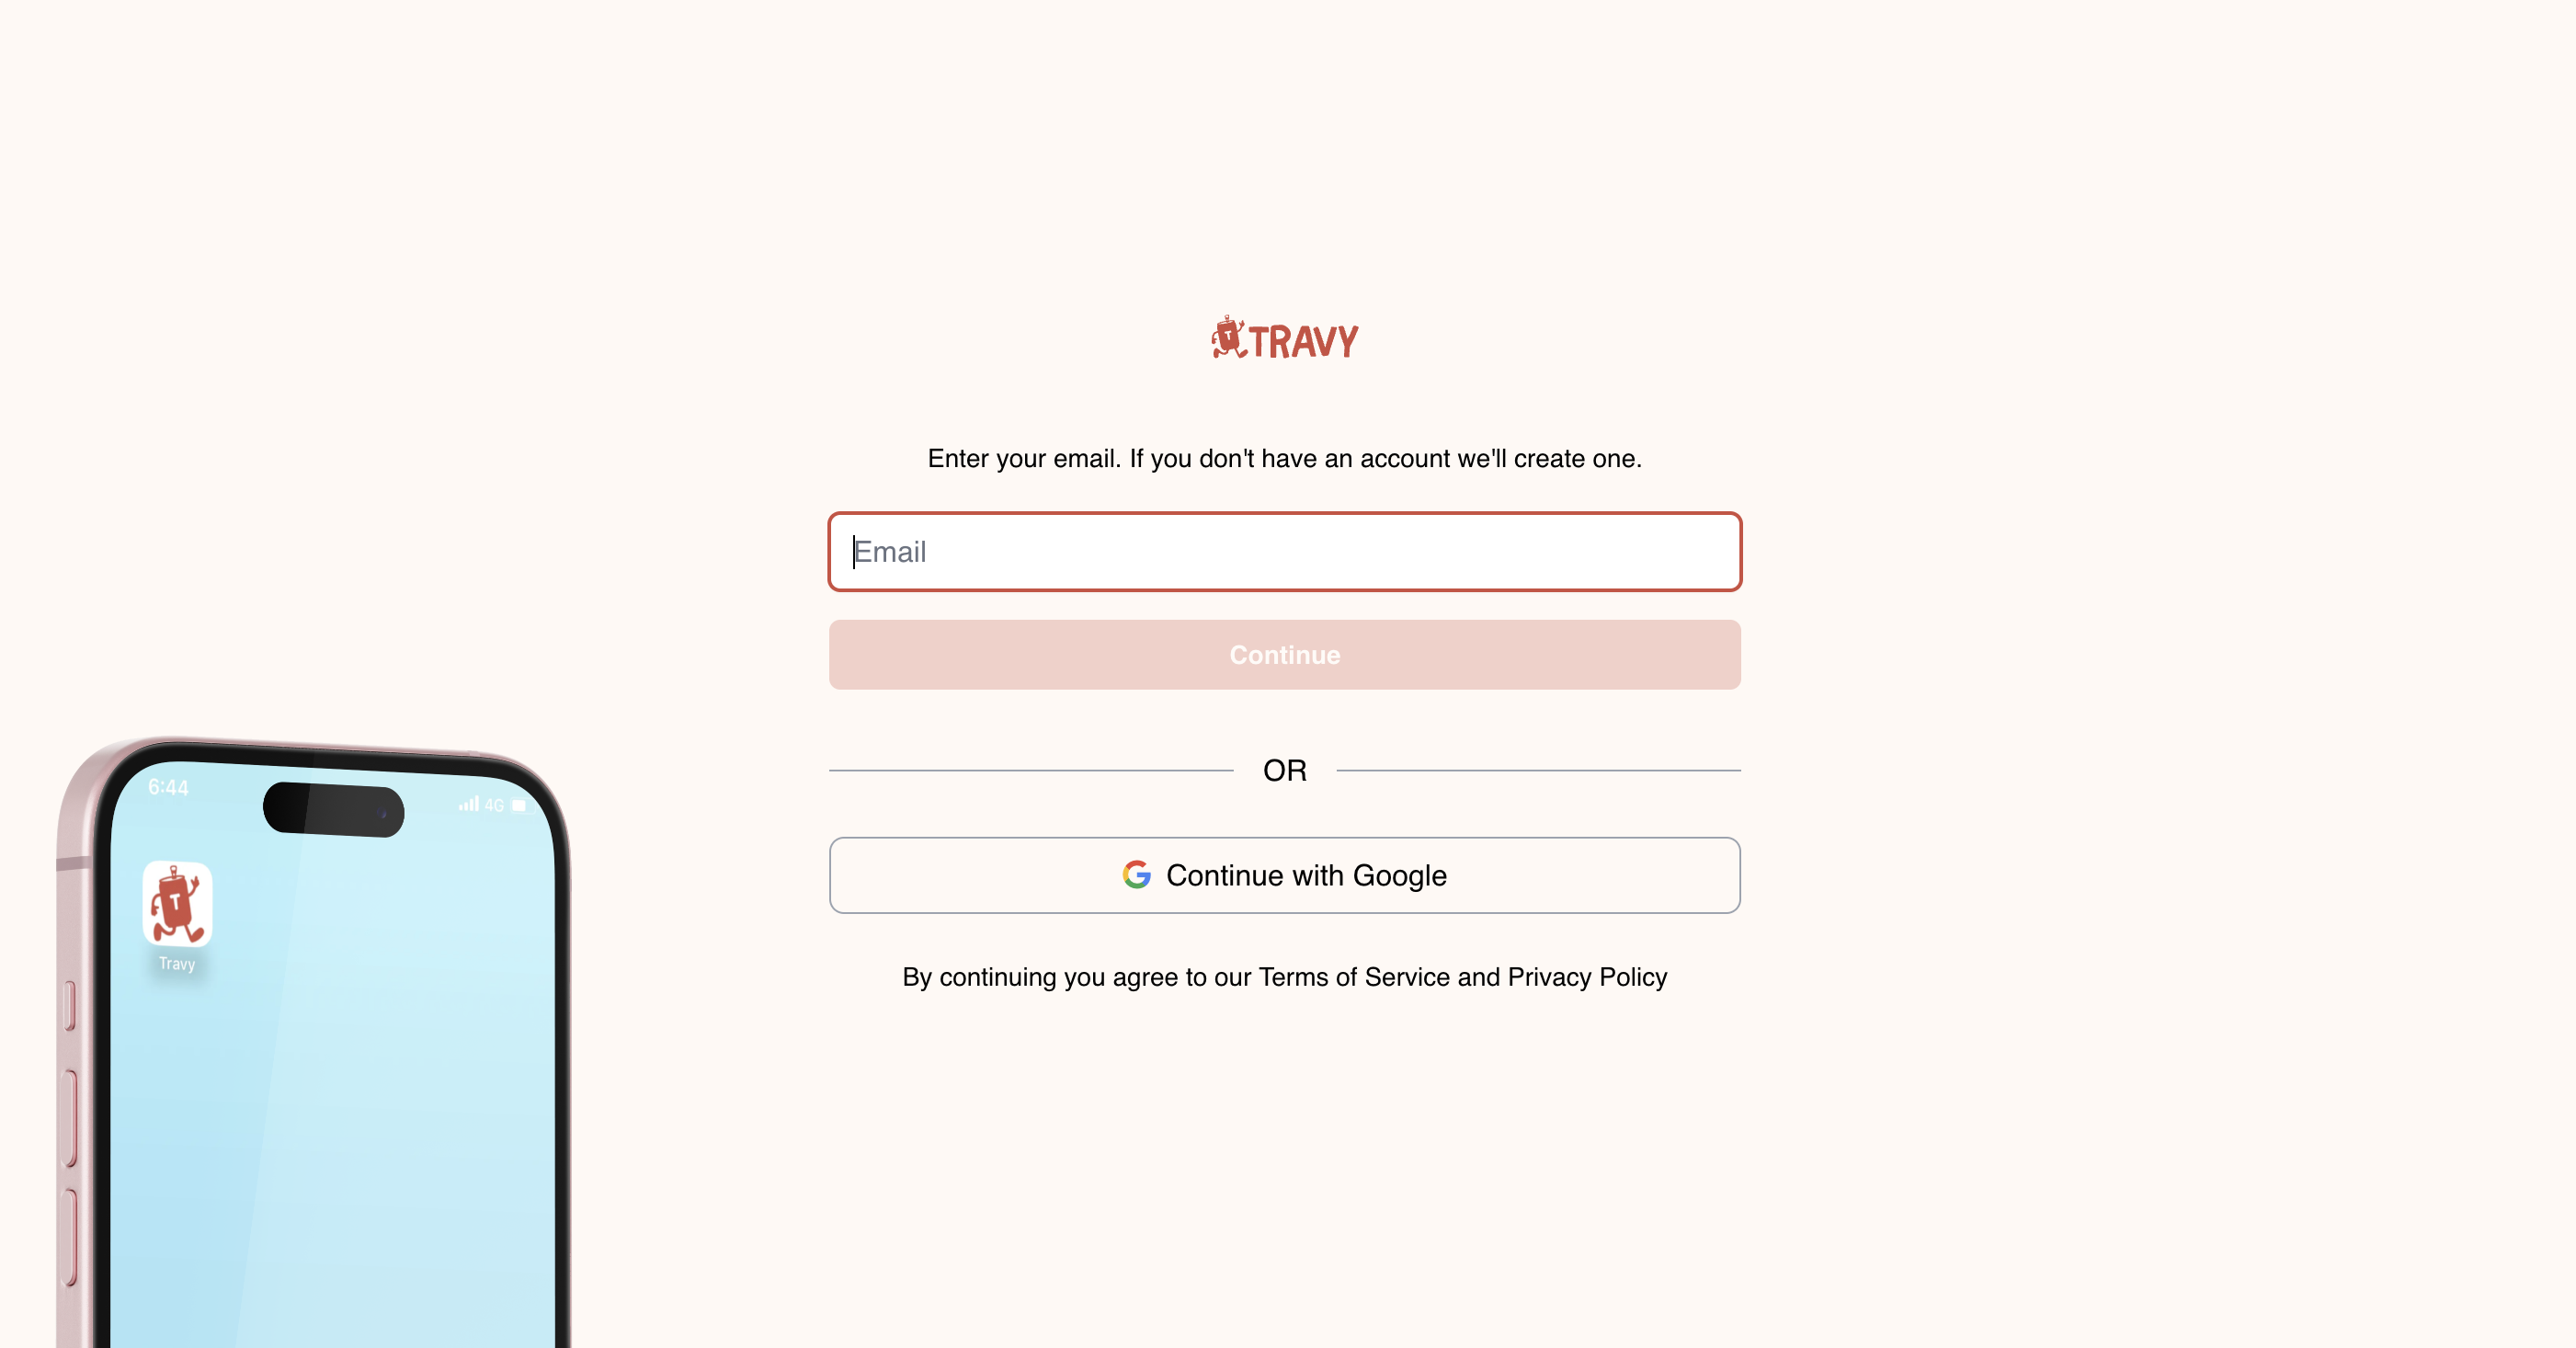 TRAVY
Enter your email. If you don't have an account we'll create one.
Email
Continue
OR
Continue with Google
By continuing you agree to our Terms of Service and Privacy Policy
6:44
4G
T
Travy